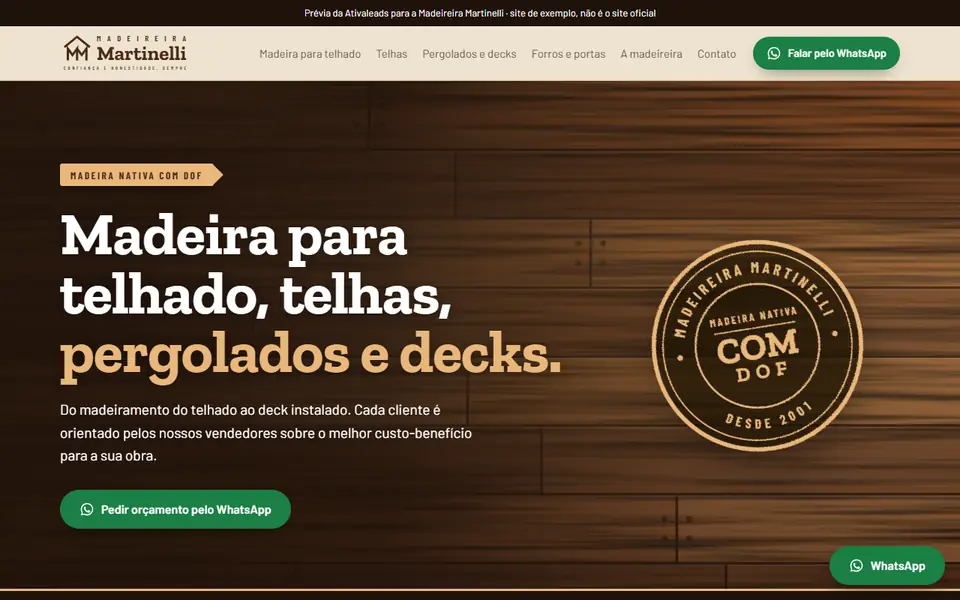 Prévia da Ativaleads para a Madeireira Martinelli · site de exemplo, não é o site oficial
MADEIREIRA
Martinelli
CONFIANÇA E HONESTIDADE, SEMPRE
Madeira para telhado
Telhas
Pergolados e decks
Forros e portas
A madeireira
Contato
Falar pelo WhatsApp
MADEIRA NATIVA COM DOF
Madeira para
telhado, telhas,
pergolados e decks.
Do madeiramento do telhado ao deck instalado. Cada cliente é
orientado pelos nossos vendedores sobre o melhor custo-benefício
para a sua obra.
Pedir orçamento pelo WhatsApp
MADEIREIRA MARTINELLI
MADEIRA NATIVA
COM
DOF
DESDE 2001
WhatsApp